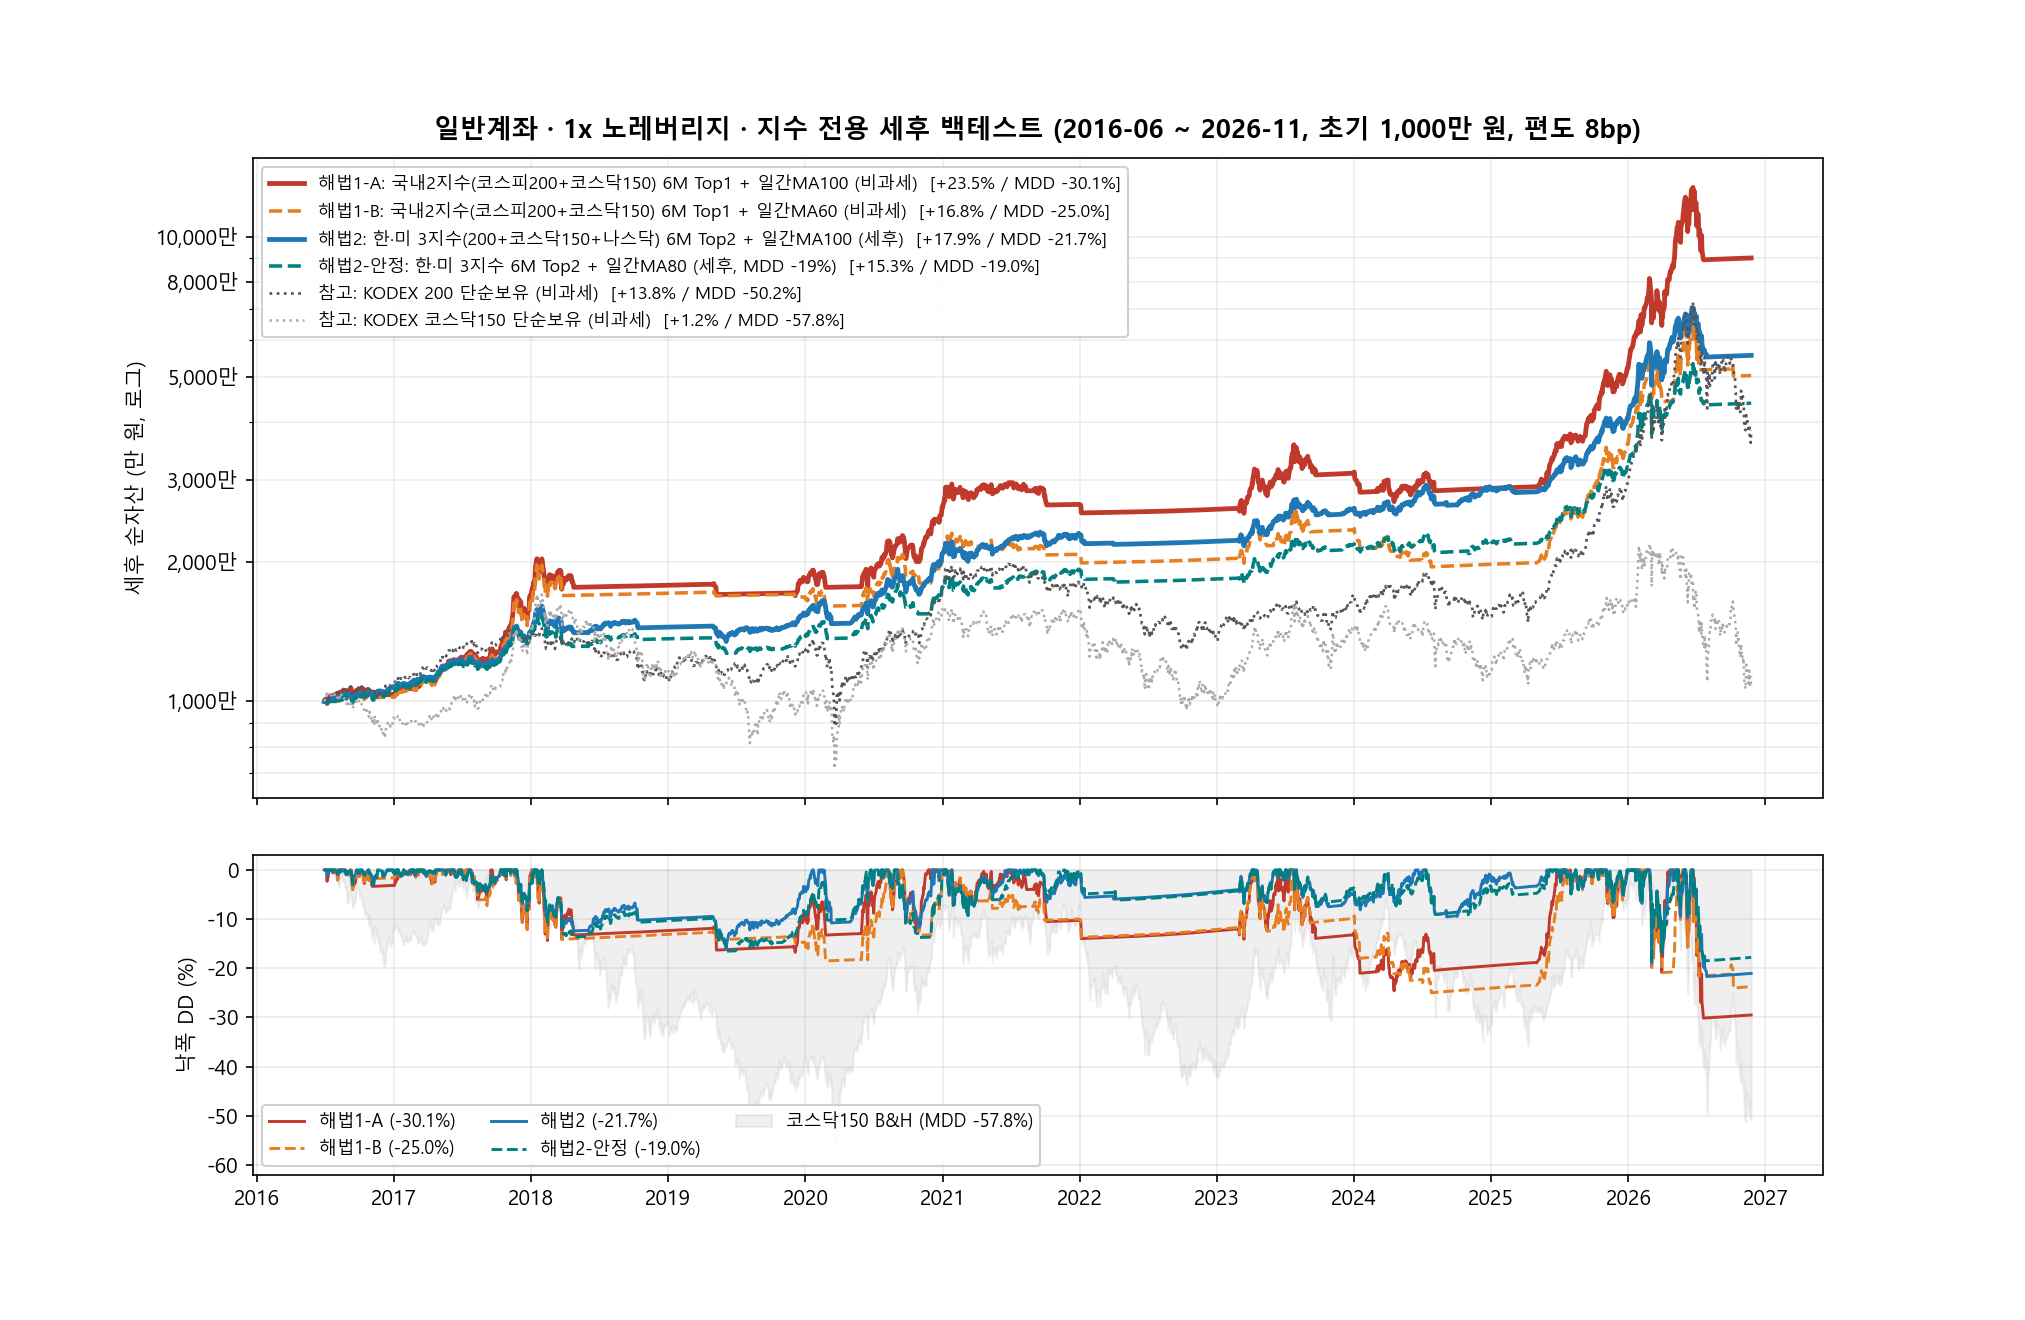 일반계좌 · 1x 노레버리지 · 지수 전용 세후 백테스트 (2016-06 ~ 2026-11, 초기 1,000만 원, 편도 8bp)
해법1-A: 국내2지수(코스피200+코스닥150) 6M Top1 + 일간MA100 (비과세)  [+23.5% / MDD -30.1%]
해법1-B: 국내2지수(코스피200+코스닥150) 6M Top1 + 일간MA60 (비과세)  [+16.8% / MDD -25.0%]
해법2: 한·미 3지수(200+코스닥150+나스닥) 6M Top2 + 일간MA100 (세후)  [+17.9% / MDD -21.7%]
해법2-안정: 한·미 3지수 6M Top2 + 일간MA80 (세후, MDD -19%)  [+15.3% / MDD -19.0%]
참고: KODEX 200 단순보유 (비과세)  [+13.8% / MDD -50.2%]
참고: KODEX 코스닥150 단순보유 (비과세)  [+1.2% / MDD -57.8%]
세후 순자산 (만 원, 로그)
10,000만
8,000만
5,000만
3,000만
2,000만
1,000만
낙폭 DD (%)
0
-10
-20
-30
-40
-50
-60
해법1-A (-30.1%)
해법1-B (-25.0%)
해법2 (-21.7%)
해법2-안정 (-19.0%)
코스닥150 B&H (MDD -57.8%)
2016 2017 2018 2019 2020 2021 2022 2023 2024 2025 2026 2027